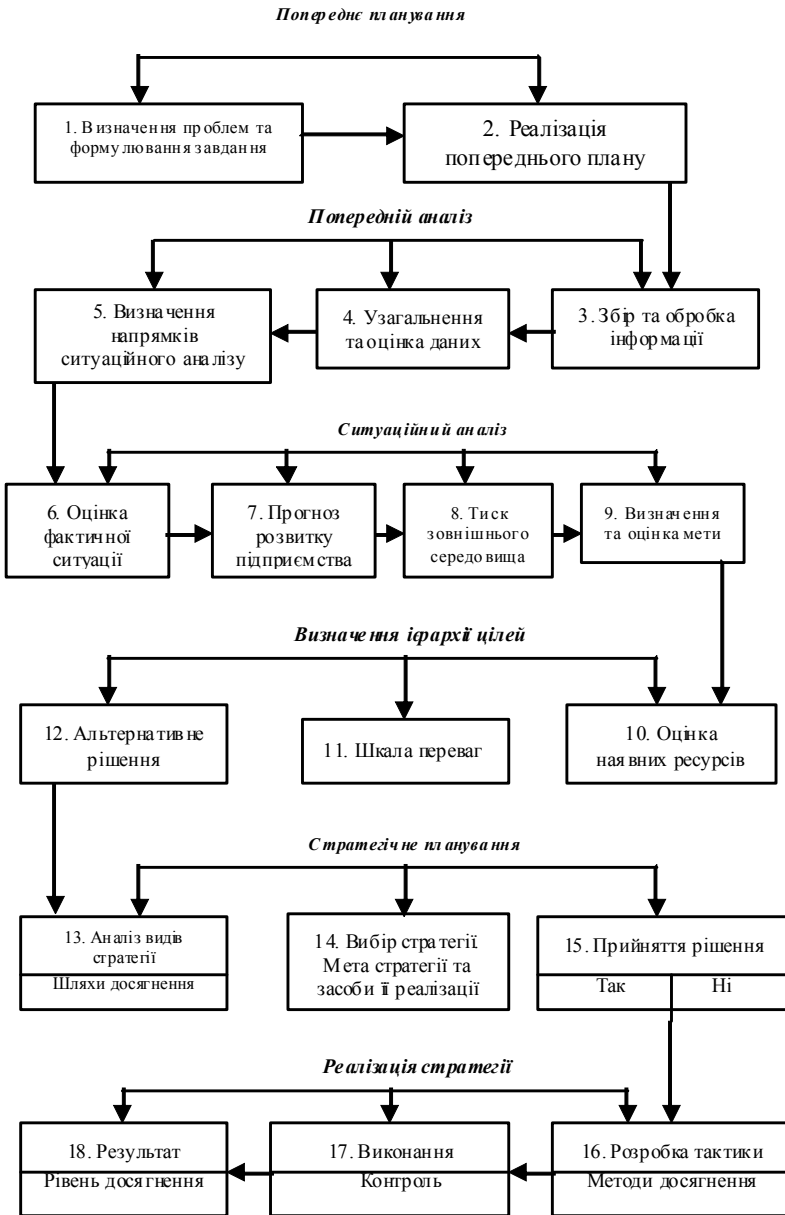 Попереднє планування
1. Визначення проблем та
формулювання завдання
2. Реалізація
попереднього плану
Попередній аналіз
5. Визначення
напрямків
ситуаційного аналізу
4. Узагальнення
та оцінка даних
3. Збір та обробка
інформації
Ситуаційний аналіз
6. Оцінка
фактичної
ситуації
7. Прогноз
розвитку
підприємства
8. Тиск
зовнішнього
середовища
9. Визначення
та оцінка мети
Визначення ієрархії цілей
12. Альтернативне
рішення
11. Шкала переваг
10. Оцінка
наявних ресурсів
Стратегічне планування
13. Аналіз видів
стратегії
Шляхи досягнення
14. Вибір стратегії.
Мета стратегії та
засоби її реалізації
15. Прийняття рішення
Так Ні
Реалізація стратегії
18. Результат
Рівень досягнення
17. Виконання
Контроль
16. Розробка тактики
Методи досягнення